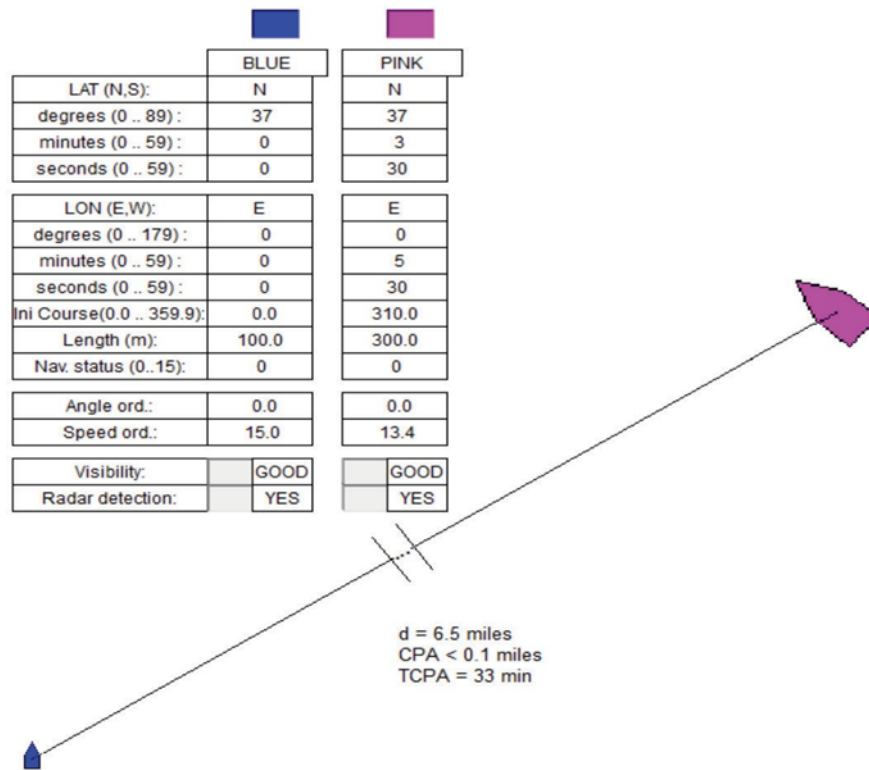 BLUE PINK
LAT (N,S): N N
degrees (0 .. 89) : 37 37
minutes (0 .. 59) : 0 3
seconds (0 .. 59) : 0 30
LON (E,W): E E
degrees (0 .. 179) : 0 0
minutes (0 .. 59) : 0 5
seconds (0 .. 59) : 0 30
Ini Course(0.0 .. 359.9): 0.0 310.0
Length (m): 100.0 300.0
Nav. status (0..15): 0 0
Angle ord.: 0.0 0.0
Speed ord.: 15.0 13.4
Visibility: GOOD GOOD
Radar detection: YES YES
d = 6.5 miles
CPA < 0.1 miles
TCPA = 33 min